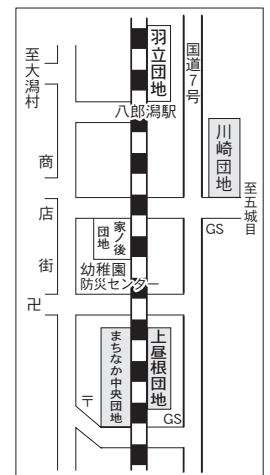 羽立団地
国道7号
至大潟村
八郎潟駅
川崎団地
商店街
至五城目
家ノ後
団地
GS
幼稚園
防災センター
卍
まちなか中央団地
上昼根団地
〒
GS